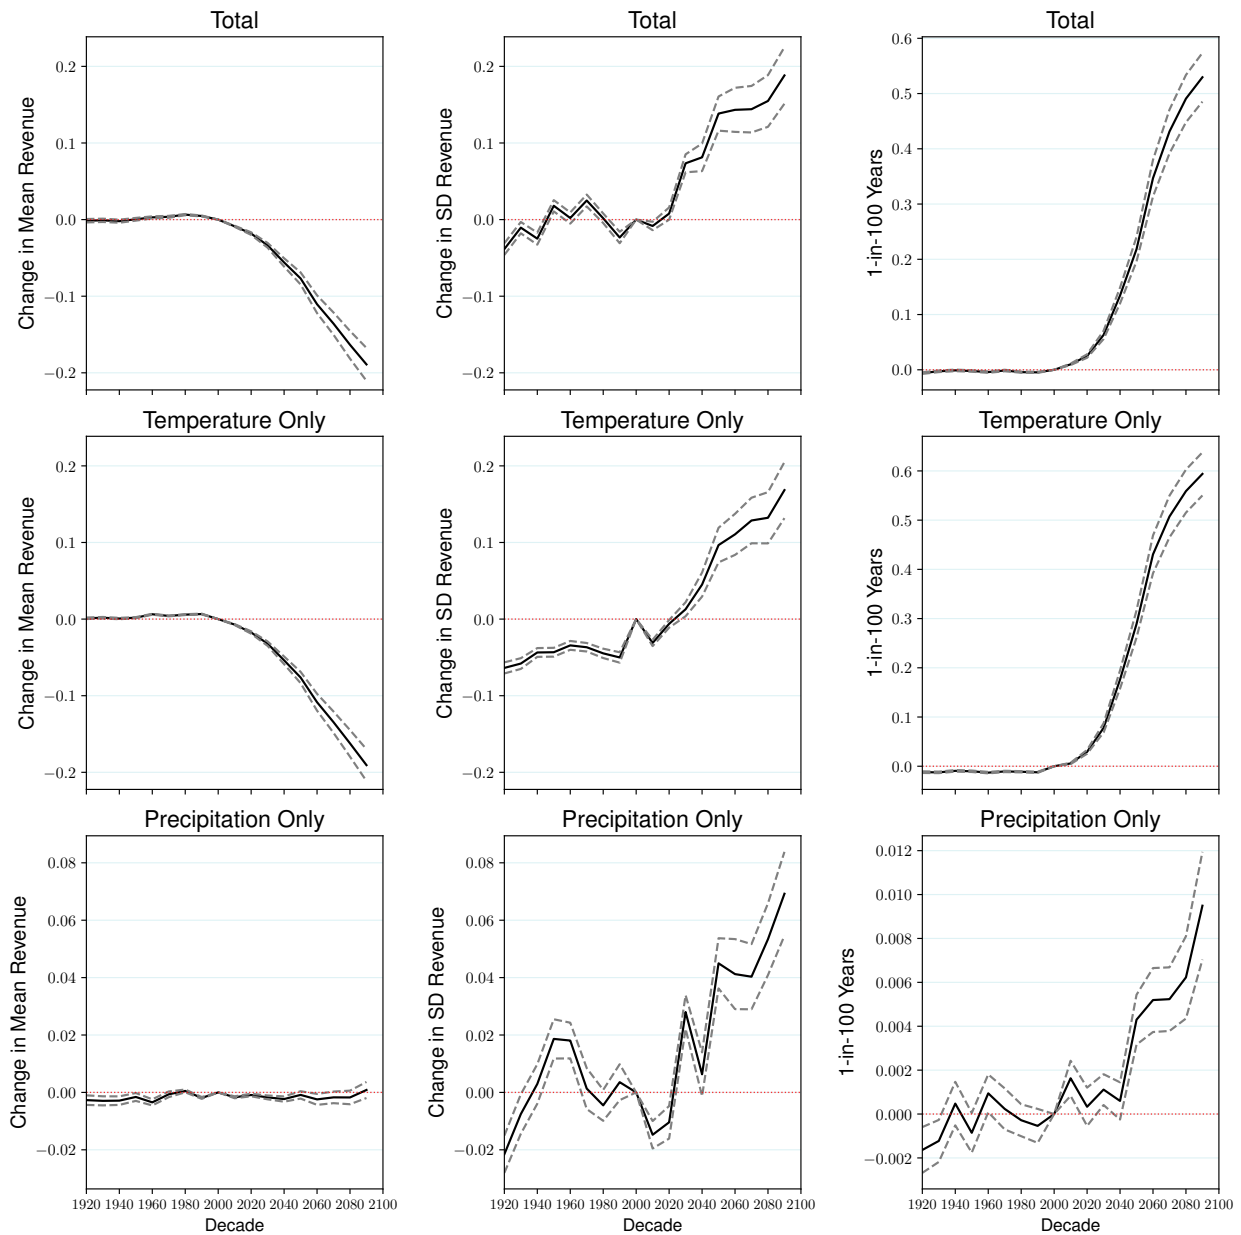 Total
Change in Mean Revenue
0.2
0.1
0.0
−0.1
−0.2
Total
Change in SD Revenue
0.2
0.1
0.0
−0.1
−0.2
Total
1-in-100 Years
0.6
0.5
0.4
0.3
0.2
0.1
0.0
Temperature Only
Change in Mean Revenue
0.2
0.1
0.0
−0.1
−0.2
Temperature Only
Change in SD Revenue
0.2
0.1
0.0
−0.1
−0.2
Temperature Only
1-in-100 Years
0.6
0.5
0.4
0.3
0.2
0.1
0.0
Precipitation Only
Change in Mean Revenue
0.08
0.06
0.04
0.02
0.00
−0.02
1920 1940 1960 1980 2000 2020 2040 2060 2080 2100
Decade
Precipitation Only
Change in SD Revenue
0.08
0.06
0.04
0.02
0.00
−0.02
1920 1940 1960 1980 2000 2020 2040 2060 2080 2100
Decade
Precipitation Only
1-in-100 Years
0.012
0.010
0.008
0.006
0.004
0.002
0.000
−0.002
1920 1940 1960 1980 2000 2020 2040 2060 2080 2100
Decade